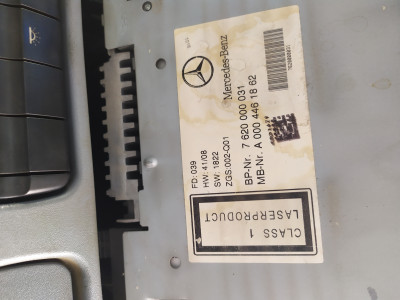 Mercedes-Benz
BP-Nr. 7 620 000 031
MB-Nr. A 000 446 18 62
FD: 039
HW: 41/08
SW: 1822
ZGS:002-Q01
CLASS 1
LASERPRODUCT